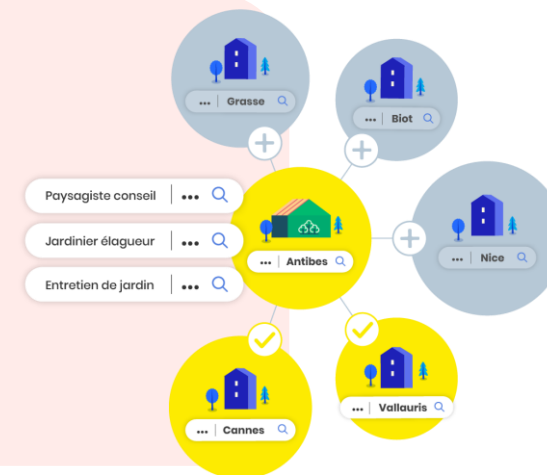 ... | Grasse
... | Biot
Paysagiste conseil | ...
Jardinier élagueur | ...
Entretien de jardin | ...
... | Antibes
... | Nice
... | Cannes
... | Vallauris